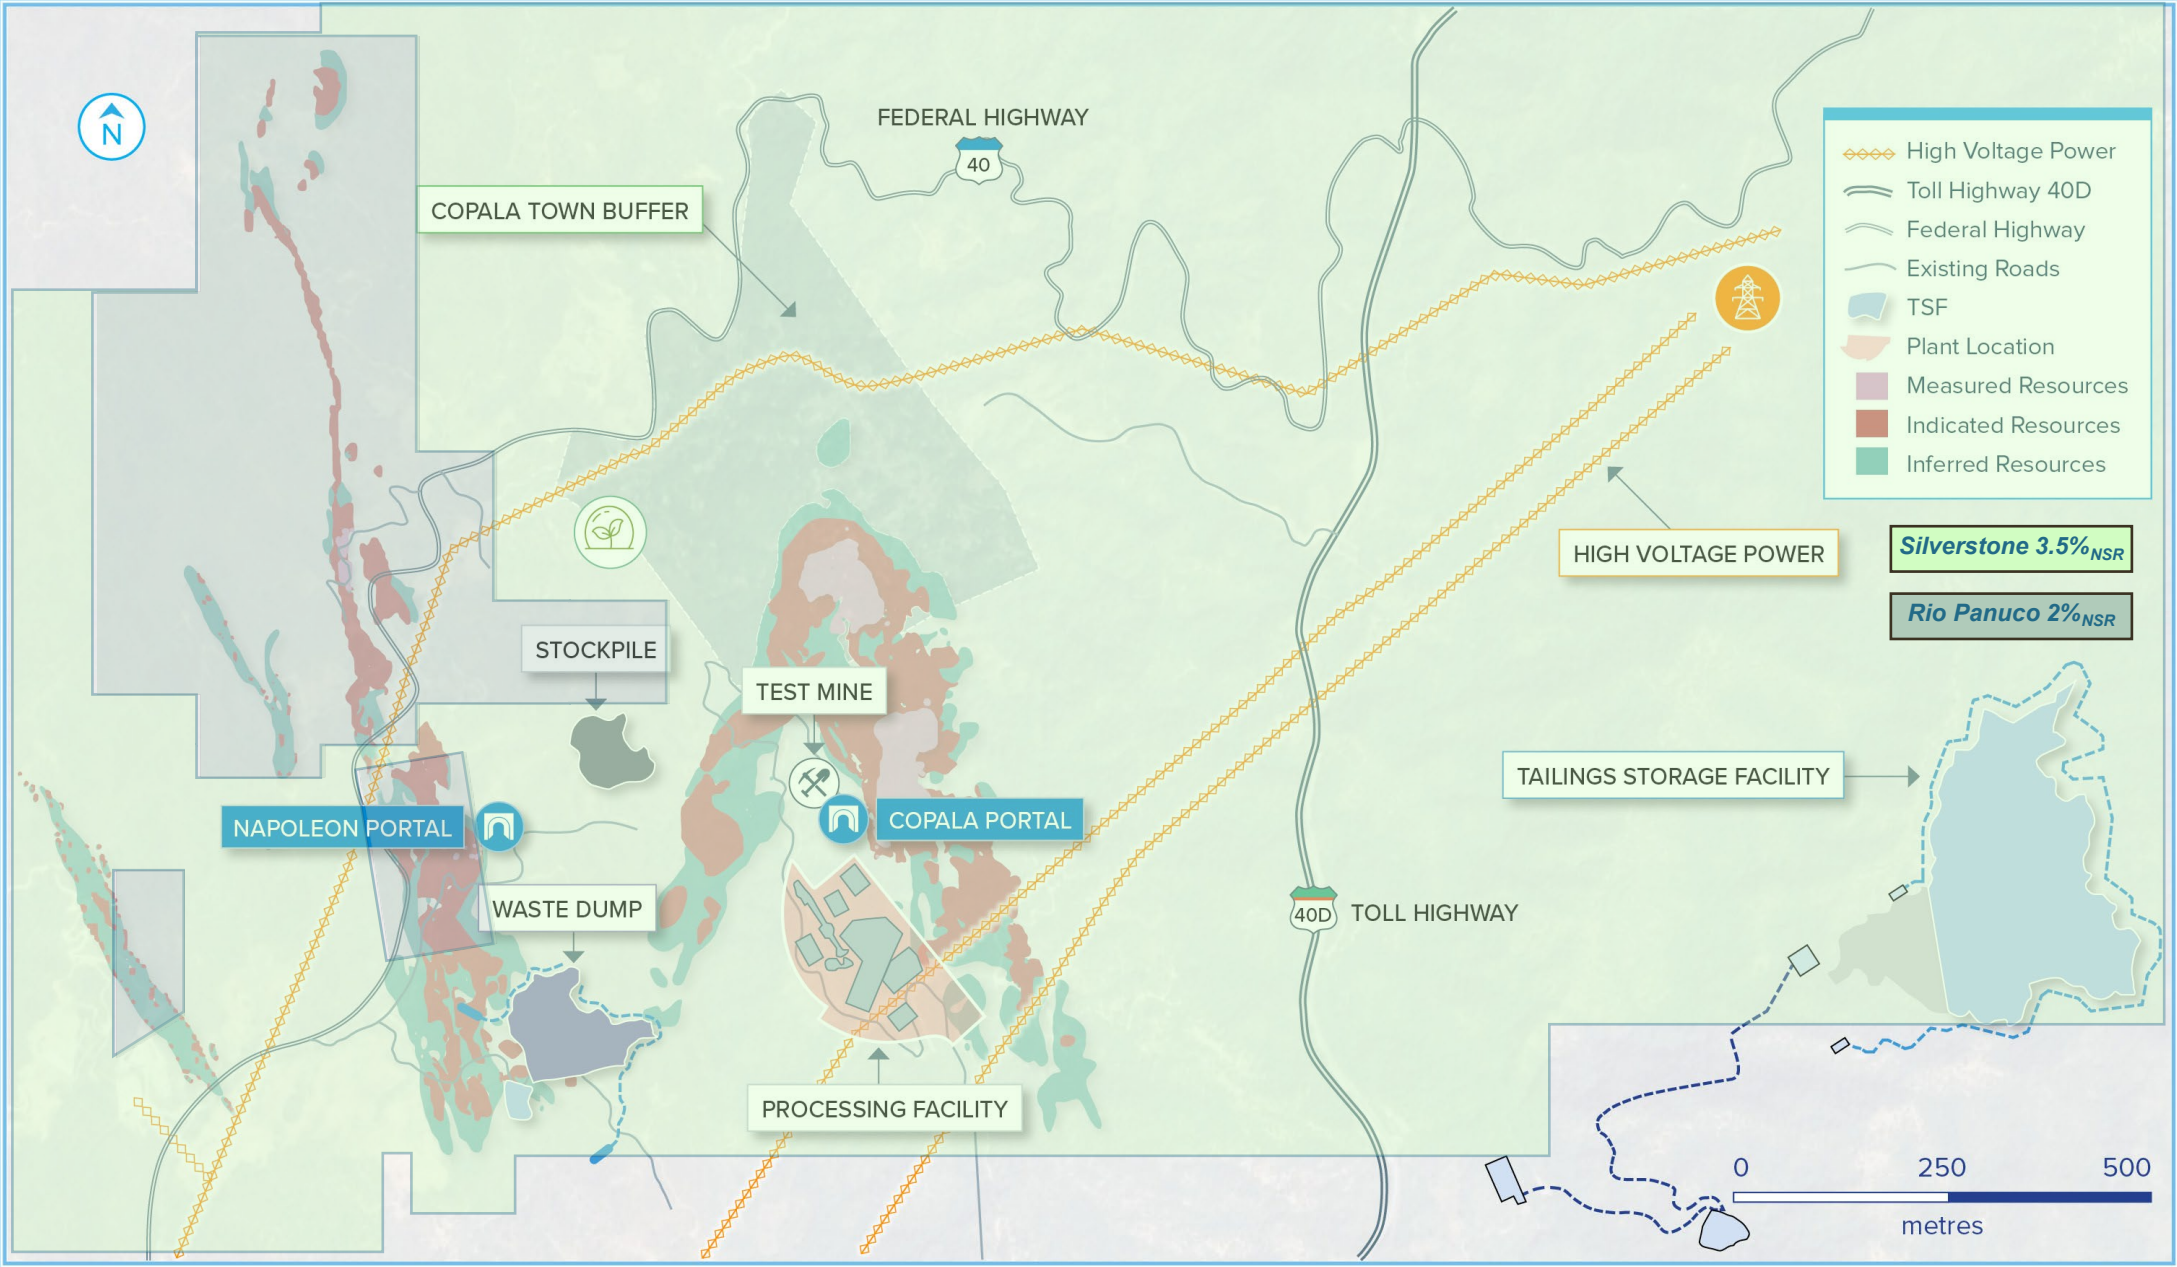 N
FEDERAL HIGHWAY
40
COPALA TOWN BUFFER
High Voltage Power
Toll Highway 40D
Federal Highway
Existing Roads
TSF
Plant Location
Measured Resources
Indicated Resources
Inferred Resources
HIGH VOLTAGE POWER
Silverstone 3.5%NSR
Rio Panuco 2%NSR
STOCKPILE
TEST MINE
TAILINGS STORAGE FACILITY
NAPOLEON PORTAL
COPALA PORTAL
WASTE DUMP
40D
TOLL HIGHWAY
PROCESSING FACILITY
0 250 500
metres